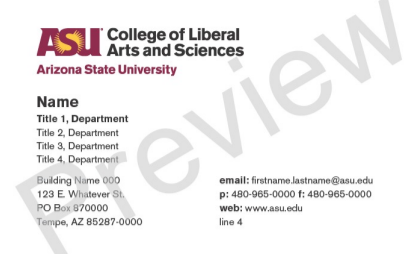 ASU College of Liberal
Arts and Sciences
Arizona State University
Name
Title 1, Department
Title 2, Department
Title 3, Department
Title 4, Department
Building Name 000
123 E. Whatever St.
PO Box 870000
Tempe, AZ 85287-0000
email: firstname.lastname@asu.edu
p: 480-965-0000 f: 480-965-0000
web: www.asu.edu
line 4
Preview